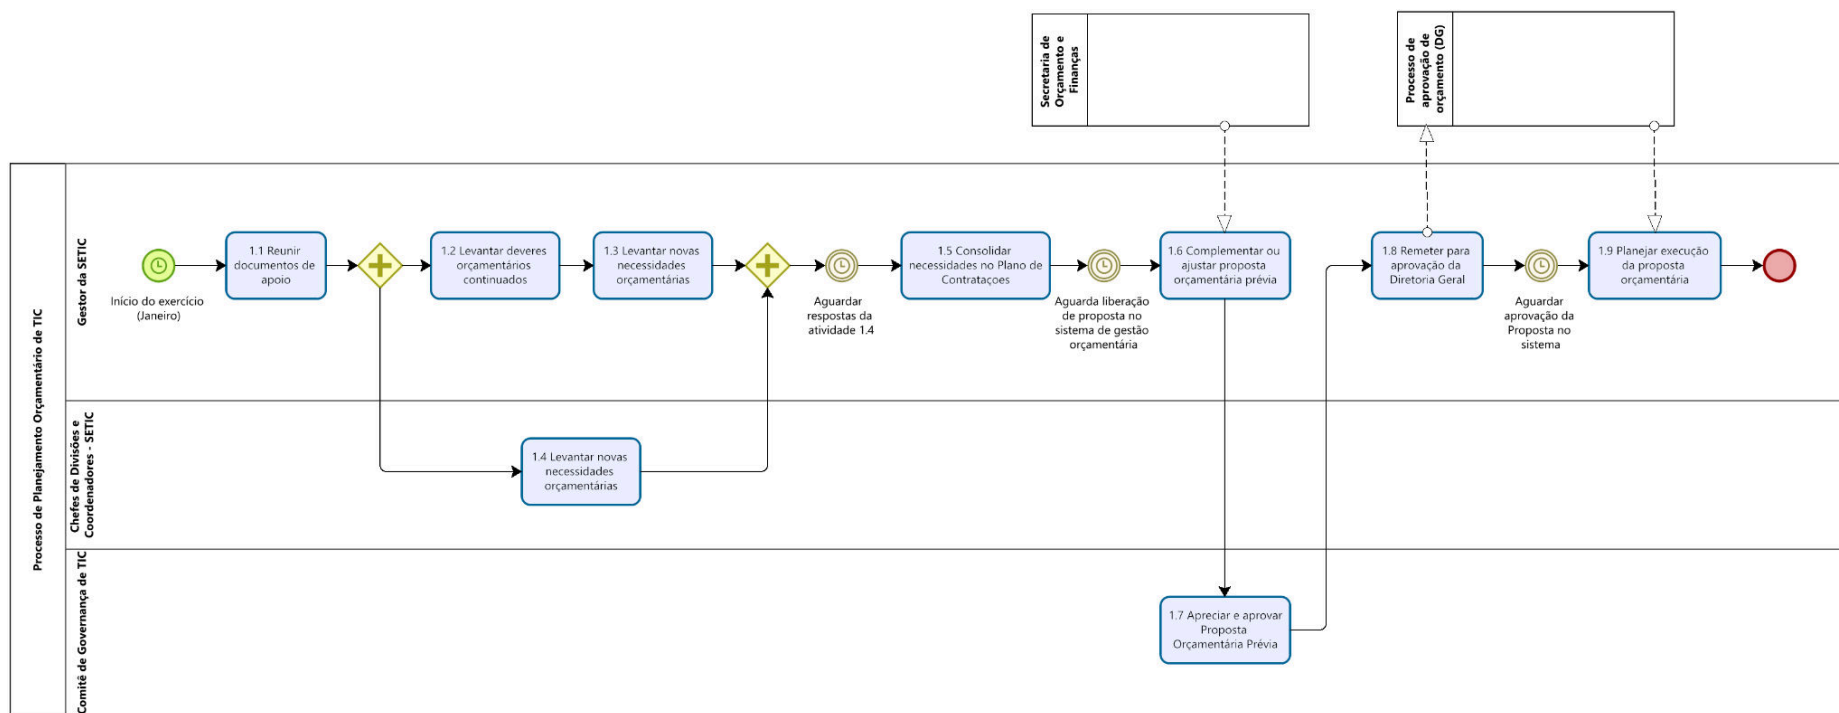 Secretaria de
Orçamento e
Finanças
Processo de
aprovação de
orçamento (DG)
Processo de Planejamento Orçamentário de TIC
Gestor da SETIC
Início do exercício
(Janeiro)
1.1 Reunir
documentos de
apoio
1.2 Levantar deveres
orçamentários
continuados
1.3 Levantar novas
necessidades
orçamentárias
Aguardar
respostas da
atividade 1.4
1.5 Consolidar
necessidades no Plano de
Contrataçoes
Aguarda liberação
de proposta no
sistema de gestão
orçamentária
1.6 Complementar ou
ajustar proposta
orçamentária prévia
1.8 Remeter para
aprovação da
Diretoria Geral
Aguardar
aprovação da
Proposta no
sistema
1.9 Planejar execução
da proposta
orçamentária
Chefes de Divisões e
Coordenadores - SETIC
1.4 Levantar novas
necessidades
orçamentárias
Comitê de Governança de TIC
1.7 Apreciar e aprovar
Proposta
Orçamentária Prévia